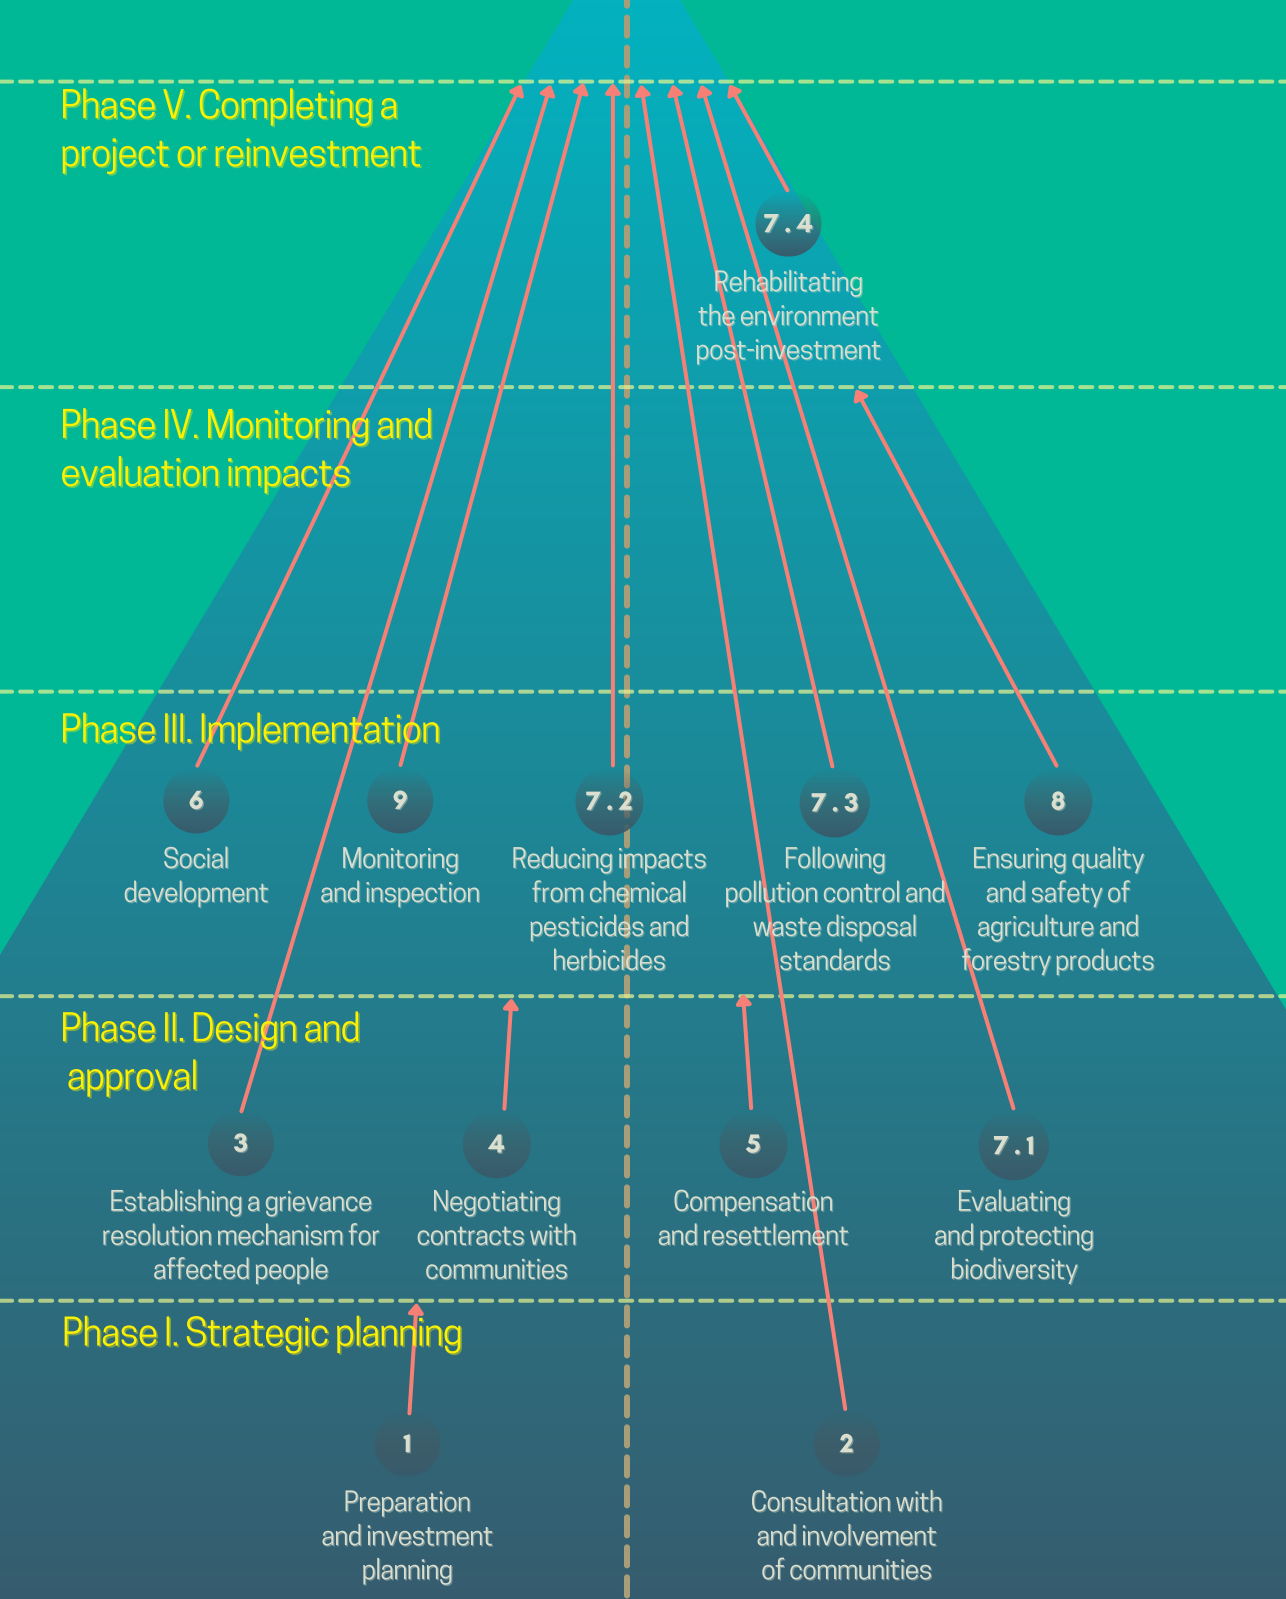 Phase V. Completing a
project or reinvestment
7.4
Rehabilitating
the environment
post-investment
Phase IV. Monitoring and
evaluation impacts
Phase III. Implementation
6
Social
development
9
Monitoring
and inspection
7.2
Reducing impacts
from chemical
pesticides and
herbicides
7.3
Following
pollution control and
waste disposal
standards
8
Ensuring quality
and safety of
agriculture and
forestry products
Phase II. Design and
approval
3
Establishing a grievance
resolution mechanism for
affected people
4
Negotiating
contracts with
communities
5
Compensation
and resettlement
7.1
Evaluating
and protecting
biodiversity
Phase I. Strategic planning
1
Preparation
and investment
planning
2
Consultation with
and involvement
of communities